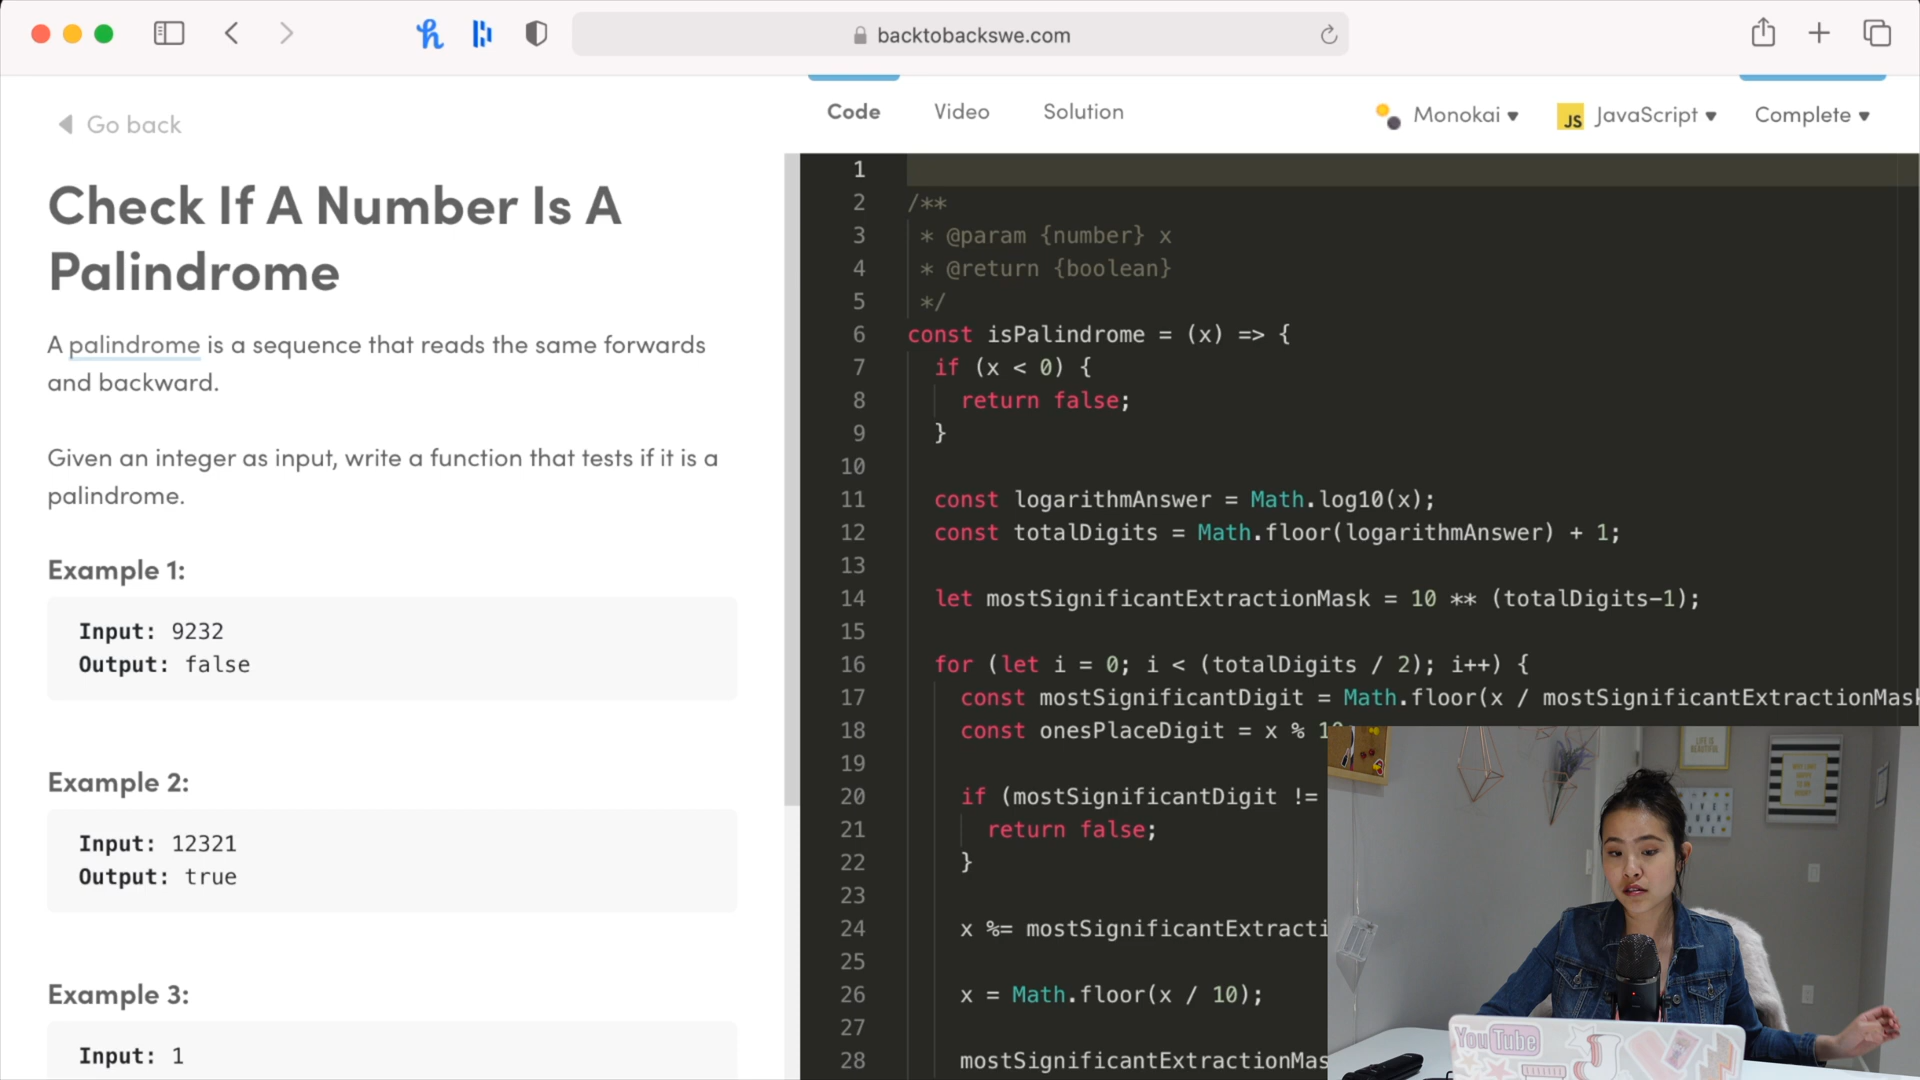 backtobackswe.com
Go back
Code Video Solution Monokai ▾ JS JavaScript ▾ Complete ▾
Check If A Number Is A
Palindrome
A palindrome is a sequence that reads the same forwards
and backward.
Given an integer as input, write a function that tests if it is a
palindrome.
Example 1:
Input: 9232
Output: false
Example 2:
Input: 12321
Output: true
Example 3:
Input: 1
1
2 /**
3 * @param {number} x
4 * @return {boolean}
5 */
6 const isPalindrome = (x) => {
7 if (x < 0) {
8 return false;
9 }
10
11 const logarithmAnswer = Math.log10(x);
12 const totalDigits = Math.floor(logarithmAnswer) + 1;
13
14 let mostSignificantExtractionMask = 10 ** (totalDigits-1);
15
16 for (let i = 0; i < (totalDigits / 2); i++) {
17 const mostSignificantDigit = Math.floor(x / mostSignificantExtractionMask
18 const onesPlaceDigit = x % 10
19
20 if (mostSignificantDigit !=
21 return false;
22 }
23
24 x %= mostSignificantExtracti
25
26 x = Math.floor(x / 10);
27
28 mostSignificantExtractionMas
LIFE IS
BEAUTIFUL
YouTube